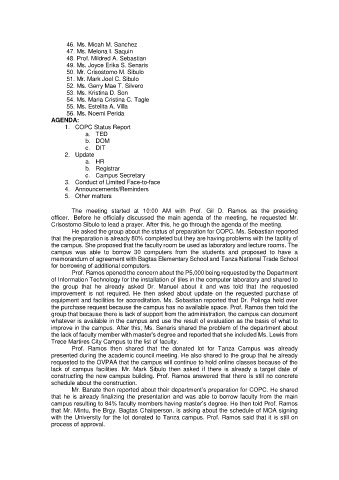 46. Ms. Micah M. Sanchez
47. Ms. Melona I. Saquin
48. Prof. Mildred A. Sebastian
49. Ms. Joyce Erika S. Senaris
50. Mr. Crisostomo M. Sibulo
51. Mr. Mark Joel C. Sibulo
52. Ms. Gerry Mae T. Silvero
53. Ms. Kristina D. Son
54. Ms. Maria Cristina C. Tagle
55. Ms. Estelita A. Villa
56. Ms. Noemi Perida
AGENDA:
1. COPC Status Report
a. TED
b. DOM
c. DIT
2. Update
a. HR
b. Registrar
c. Campus Secretary
3. Conduct of Limited Face-to-face
4. Announcements/Reminders
5. Other matters
The meeting started at 10:00 AM with Prof. Gil D. Ramos as the presiding
officer. Before he officially discussed the main agenda of the meeting, he requested Mr.
Crisostomo Sibulo to lead a prayer. After this, he go through the agenda of the meeting.
He asked the group about the status of preparation for COPC. Ms. Sebastian reported
that the preparation is already 80% completed but they are having problems with the facility of
the campus. She proposed that the faculty room be used as laboratory and lecture rooms. The
campus was able to borrow 30 computers from the students and proposed to have a
memorandum of agreement with Bagtas Elementary School and Tanza National Trade School
for borrowing of additional computers.
Prof. Ramos opened the concern about the P5,000 being requested by the Department
of Information Technology for the installation of tiles in the computer laboratory and shared to
the group that he already asked Dr. Manuel about it and was told that the requested
improvement is not required. He then asked about update on the requested purchase of
equipment and facilities for accreditation. Ms. Sebastian reported that Dr. Polinga held over
the purchase request because the campus has no available space. Prof. Ramos then told the
group that because there is lack of support from the administration, the campus can document
whatever is available in the campus and use the result of evaluation as the basis of what to
improve in the campus. After this, Ms. Senaris shared the problem of the department about
the lack of faculty member with master's degree and reported that she included Ms. Lewis from
Trece Martires City Campus to the list of faculty.
Prof. Ramos then shared that the donated lot for Tanza Campus was already
presented during the academic council meeting. He also shared to the group that he already
requested to the OVPAA that the campus will continue to hold online classes because of the
lack of campus facilities. Mr. Mark Sibulo then asked if there is already a target date of
constructing the new campus building. Prof. Ramos answered that there is still no concrete
schedule about the construction.
Mr. Banate then reported about their department's preparation for COPC. He shared
that he is already finalizing the presentation and was able to borrow faculty from the main
campus resulting to 84% faculty members having master's degree. He then told Prof. Ramos
that Mr. Mintu, the Brgy. Bagtas Chairperson, is asking about the schedule of MOA signing
with the University for the lot donated to Tanza campus. Prof. Ramos said that it is still on
process of approval.